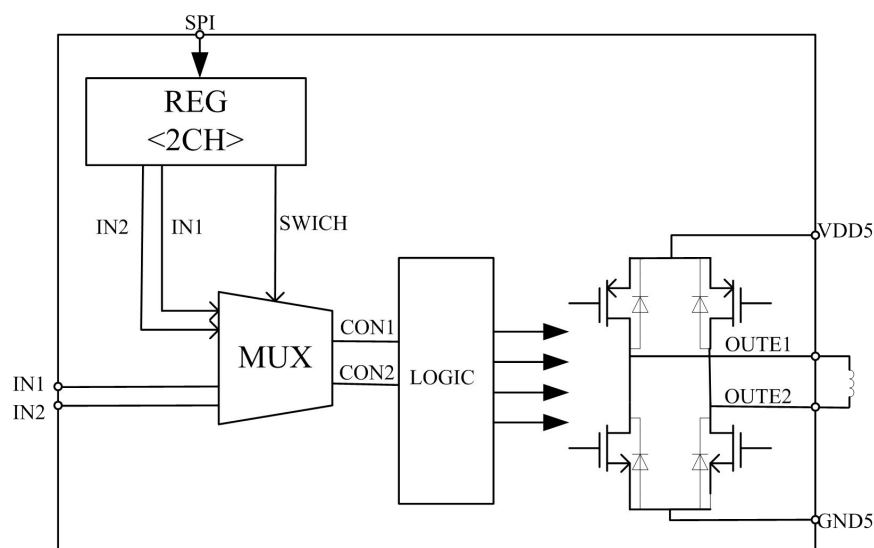 SPI
REG
<2CH>
IN2
IN1
SWICH
VDD5
CON1
MUX
CON2
LOGIC
OUTE1
OUTE2
IN1
IN2
GND5